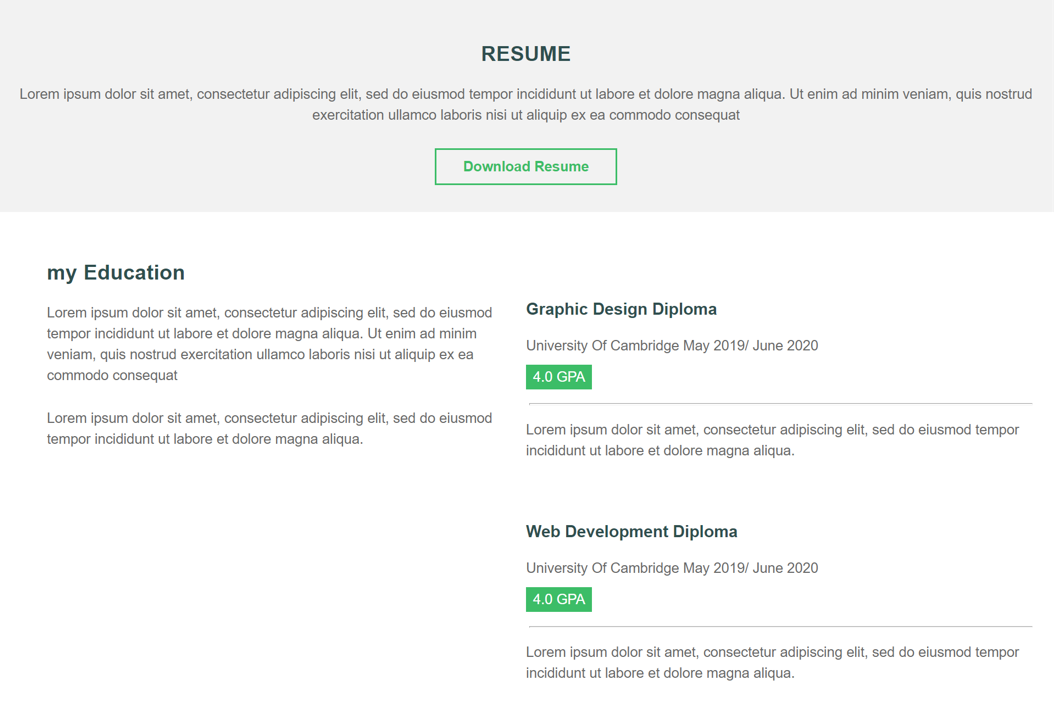 RESUME
Lorem ipsum dolor sit amet, consectetur adipiscing elit, sed do eiusmod tempor incididunt ut labore et dolore magna aliqua. Ut enim ad minim veniam, quis nostrud
exercitation ullamco laboris nisi ut aliquip ex ea commodo consequat
Download Resume
my Education
Lorem ipsum dolor sit amet, consectetur adipiscing elit, sed do eiusmod
tempor incididunt ut labore et dolore magna aliqua. Ut enim ad minim
veniam, quis nostrud exercitation ullamco laboris nisi ut aliquip ex ea
commodo consequat
Lorem ipsum dolor sit amet, consectetur adipiscing elit, sed do eiusmod
tempor incididunt ut labore et dolore magna aliqua.
Graphic Design Diploma
University Of Cambridge May 2019/ June 2020
4.0 GPA
Lorem ipsum dolor sit amet, consectetur adipiscing elit, sed do eiusmod tempor
incididunt ut labore et dolore magna aliqua.
Web Development Diploma
University Of Cambridge May 2019/ June 2020
4.0 GPA
Lorem ipsum dolor sit amet, consectetur adipiscing elit, sed do eiusmod tempor
incididunt ut labore et dolore magna aliqua.